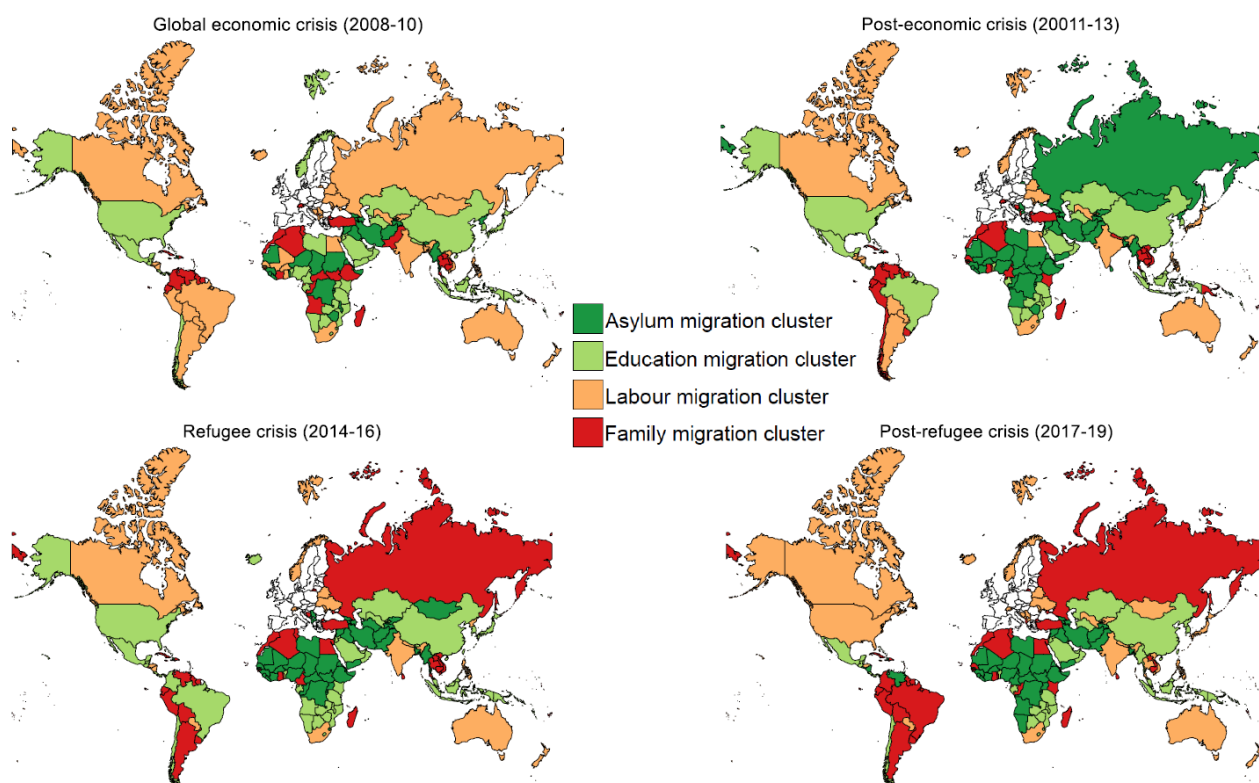 Global economic crisis (2008-10)
Post-economic crisis (20011-13)
Asylum migration cluster
Education migration cluster
Labour migration cluster
Family migration cluster
Refugee crisis (2014-16)
Post-refugee crisis (2017-19)